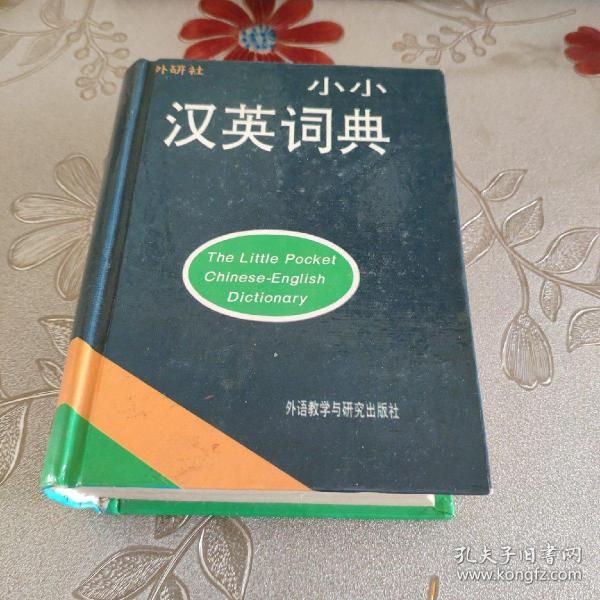 外研社
小小
汉英词典
The Little Pocket
Chinese-English
Dictionary
外语教学与研究出版社
孔夫子旧书网
www.kongfz.com